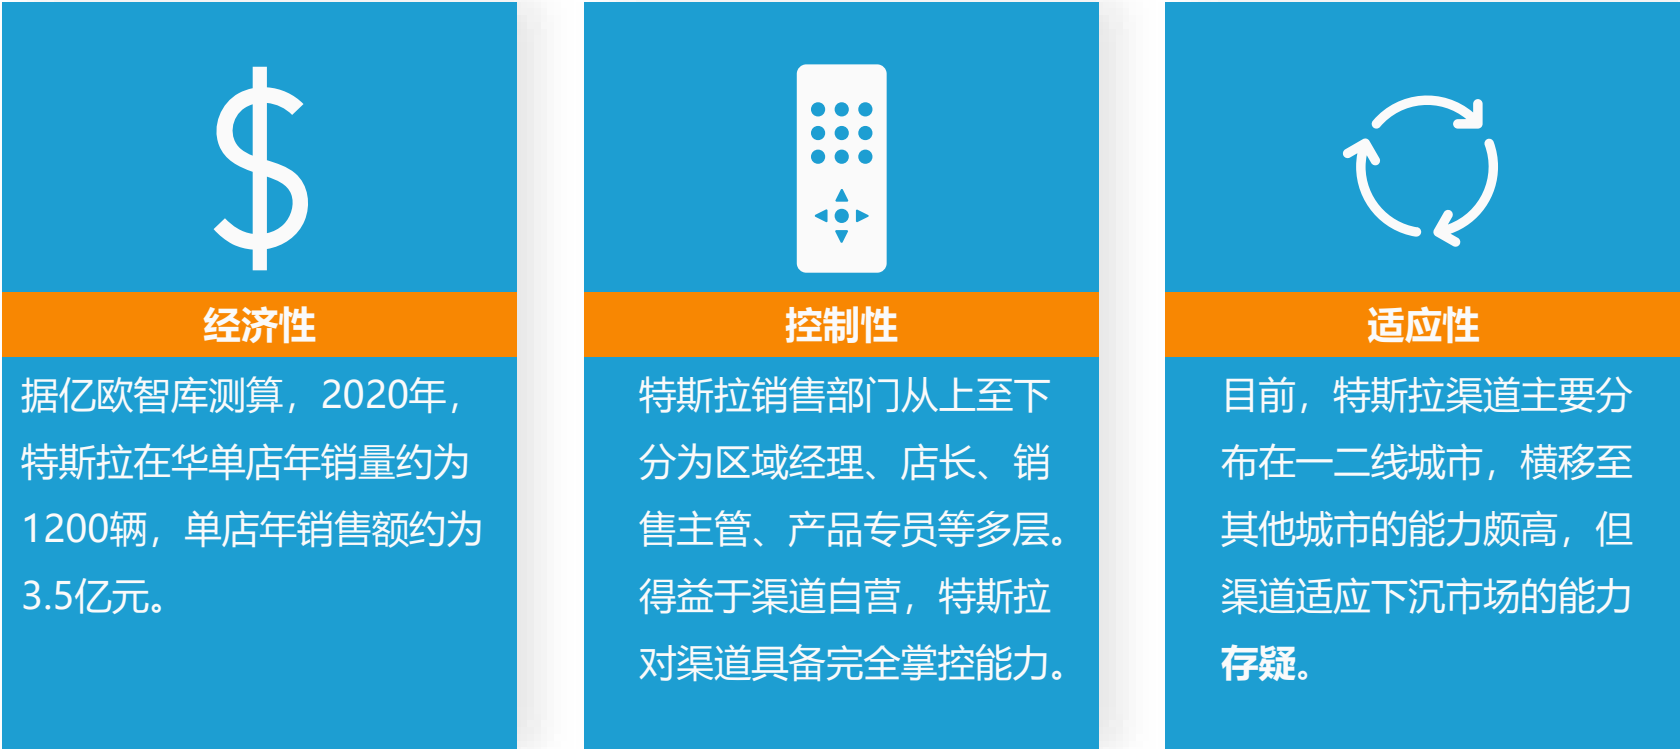 经济性
据亿欧智库测算，2020年，
特斯拉在华单店年销量约为
1200辆，单店年销售额约为
3.5亿元。
控制性
特斯拉销售部门从上至下
分为区域经理、店长、销
售主管、产品专员等多层。
得益于渠道自营，特斯拉
对渠道具备完全掌控能力。
适应性
目前，特斯拉渠道主要分
布在一二线城市，横移至
其他城市的能力颇高，但
渠道适应下沉市场的能力
存疑。